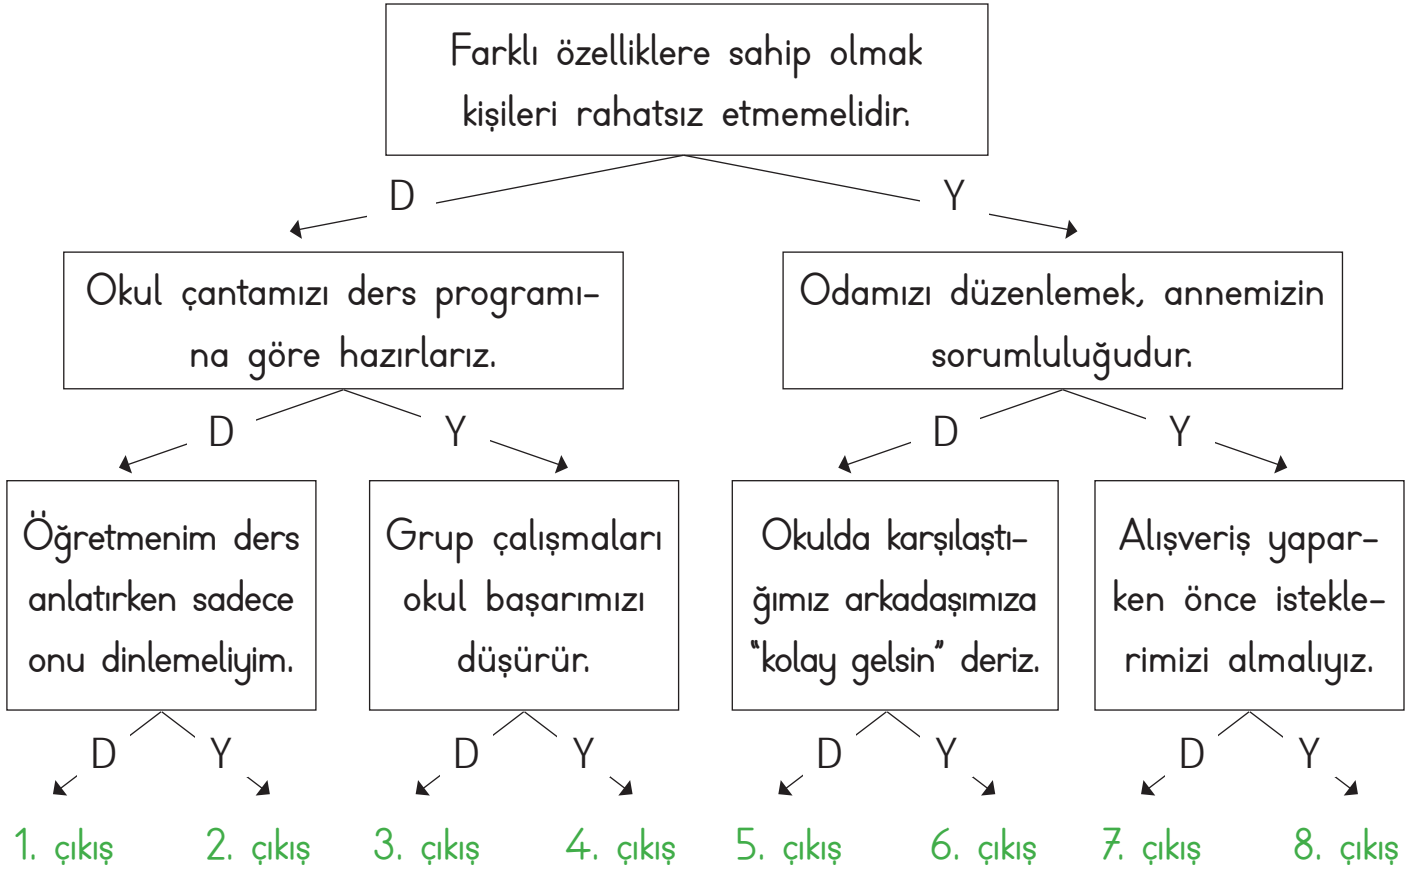 Farklı özelliklere sahip olmak
kişileri rahatsız etmemelidir.
D
Y
Okul çantamızı ders programı-
na göre hazırlarız.
Odamızı düzenlemek, annemizin
sorumluluğudur.
D
Y
D
Y
Öğretmenim ders
anlatırken sadece
onu dinlemeliyim.
Grup çalışmaları
okul başarımızı
düşürür.
Okulda karşılaştı-
ğımız arkadaşımıza
“kolay gelsin” deriz.
Alışveriş yapar-
ken önce istekle-
rimizi almalıyız.
D
Y
D
Y
D
Y
D
Y
1. çıkış
2. çıkış
3. çıkış
4. çıkış
5. çıkış
6. çıkış
7. çıkış
8. çıkış